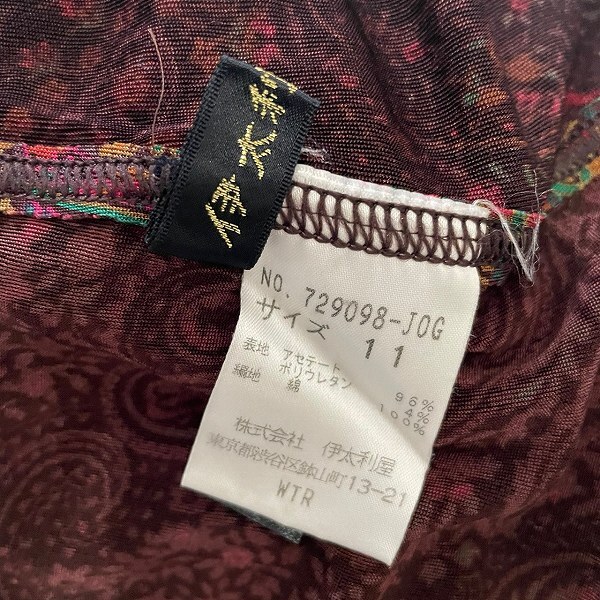 NO. 729098-J0G
サイズ 11
表地 アセテート 96%
ポリウレタン 04%
織地 綿 100%
株式会社 伊太利屋
東京都渋谷区鉢山町13-21
WTR